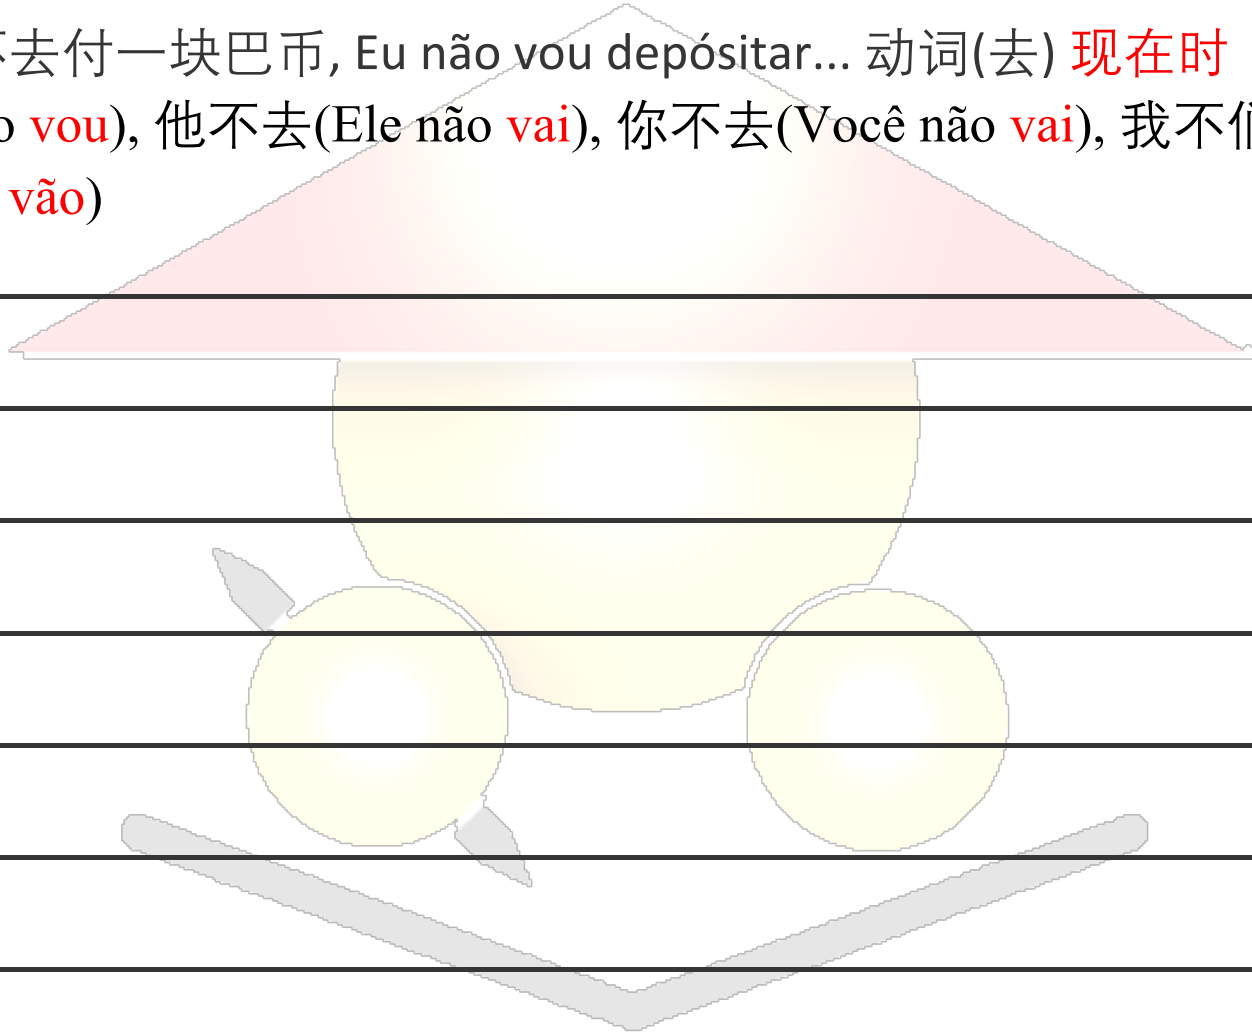 去付一块巴币, Eu não vou depósitar... 动词(去) 现在时
o vou), 他不去(Ele não vai), 你不去(Você não vai), 我不们
vão)